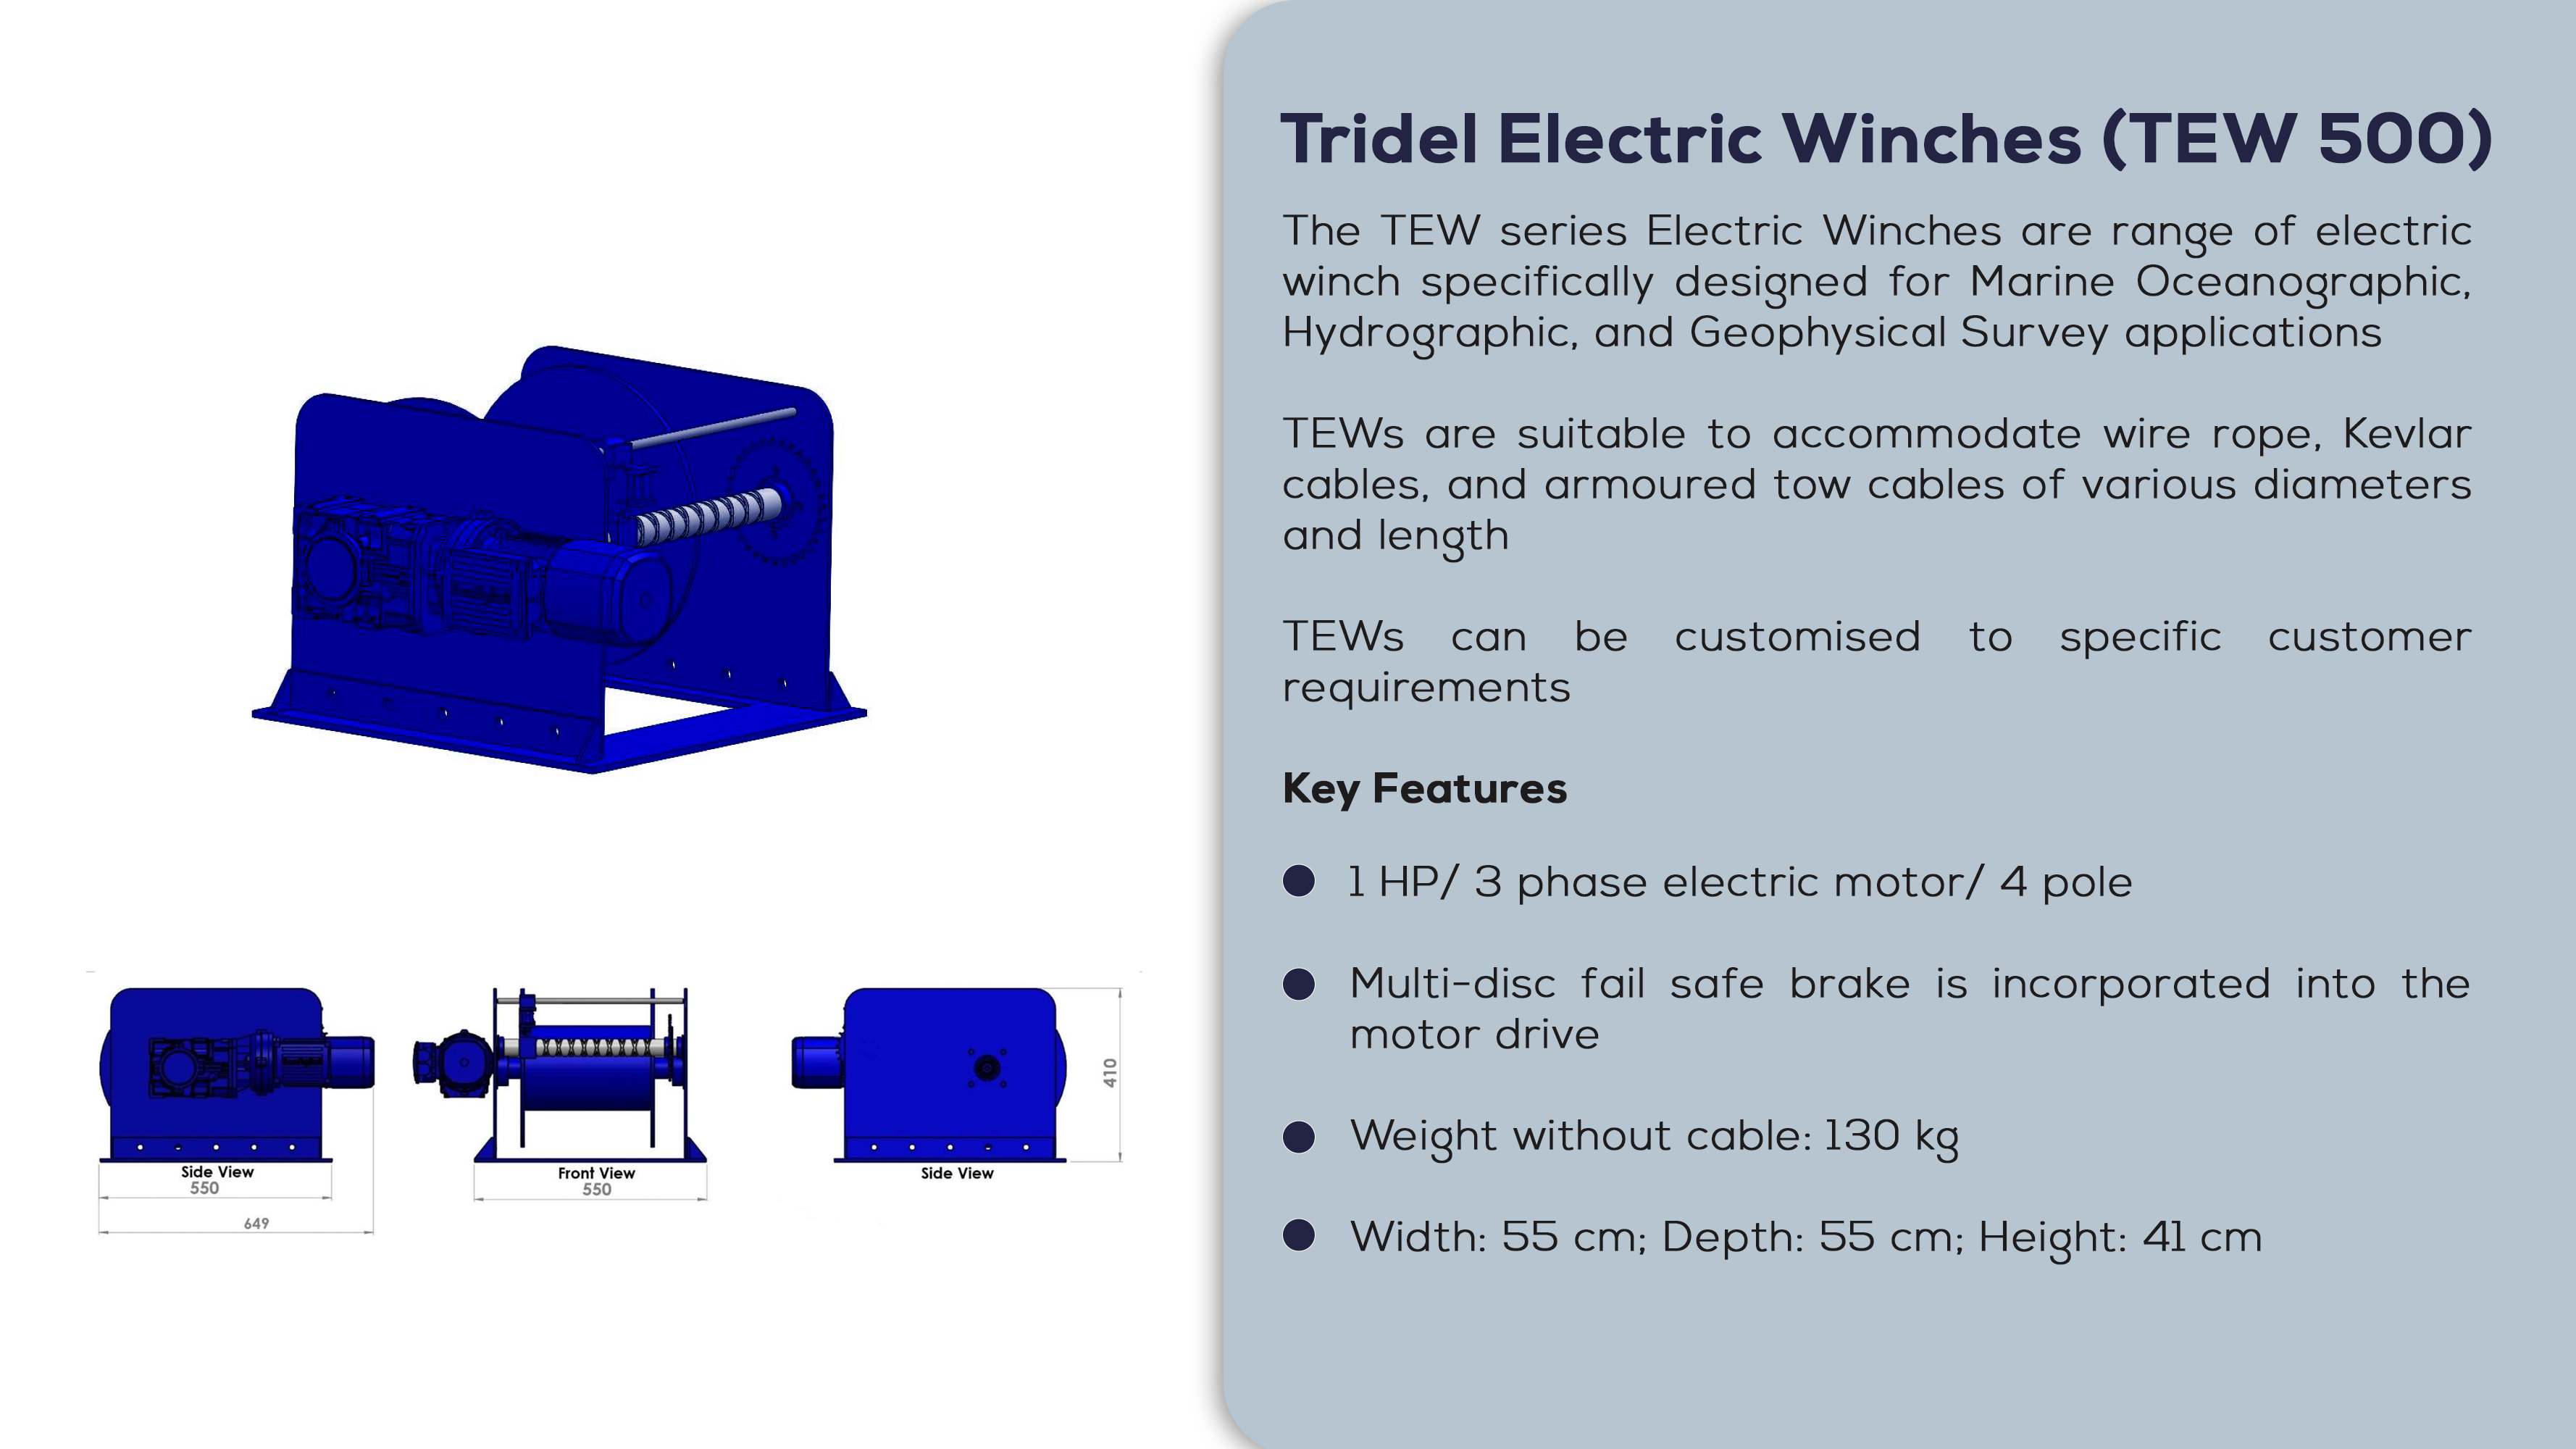 Tridel Electric Winches (TEW 500)
The TEW series Electric Winches are range of electric
winch specifically designed for Marine Oceanographic,
Hydrographic, and Geophysical Survey applications
TEWs are suitable to accommodate wire rope, Kevlar
cables, and armoured tow cables of various diameters
and length
TEWs can be customised to specific customer
requirements
Key Features
1 HP/ 3 phase electric motor/ 4 pole
Multi-disc fail safe brake is incorporated into the
motor drive
Weight without cable: 130 kg
Width: 55 cm; Depth: 55 cm; Height: 41 cm
Side View
550
649
Front View
550
Side View
410